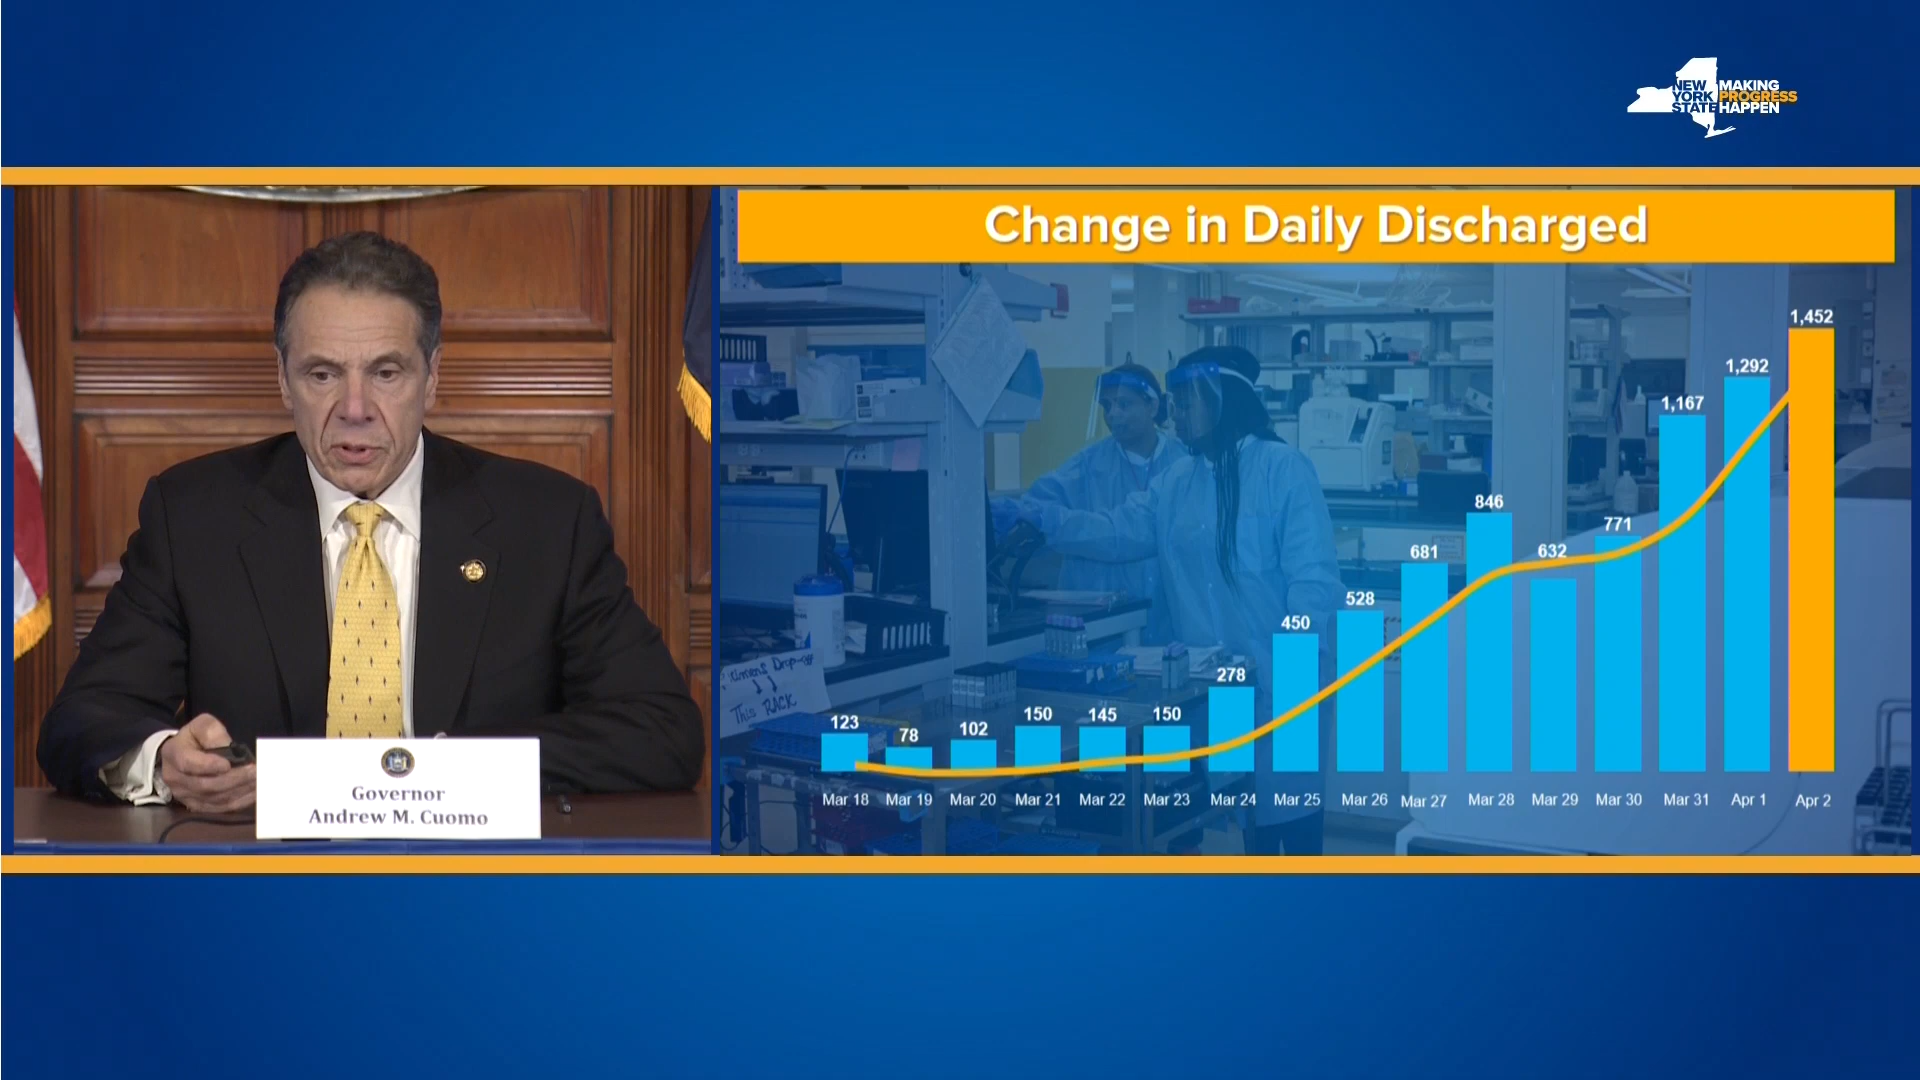 NEW
YORK
STATE
MAKING
PROGRESS
HAPPEN
Change in Daily Discharged
123
78
102
150
145
150
278
450
528
681
846
632
771
1,167
1,292
1,452
Mar 18
Mar 19
Mar 20
Mar 21
Mar 22
Mar 23
Mar 24
Mar 25
Mar 26
Mar 27
Mar 28
Mar 29
Mar 30
Mar 31
Apr 1
Apr 2
Drop-off
This RACK
Governor
Andrew M. Cuomo